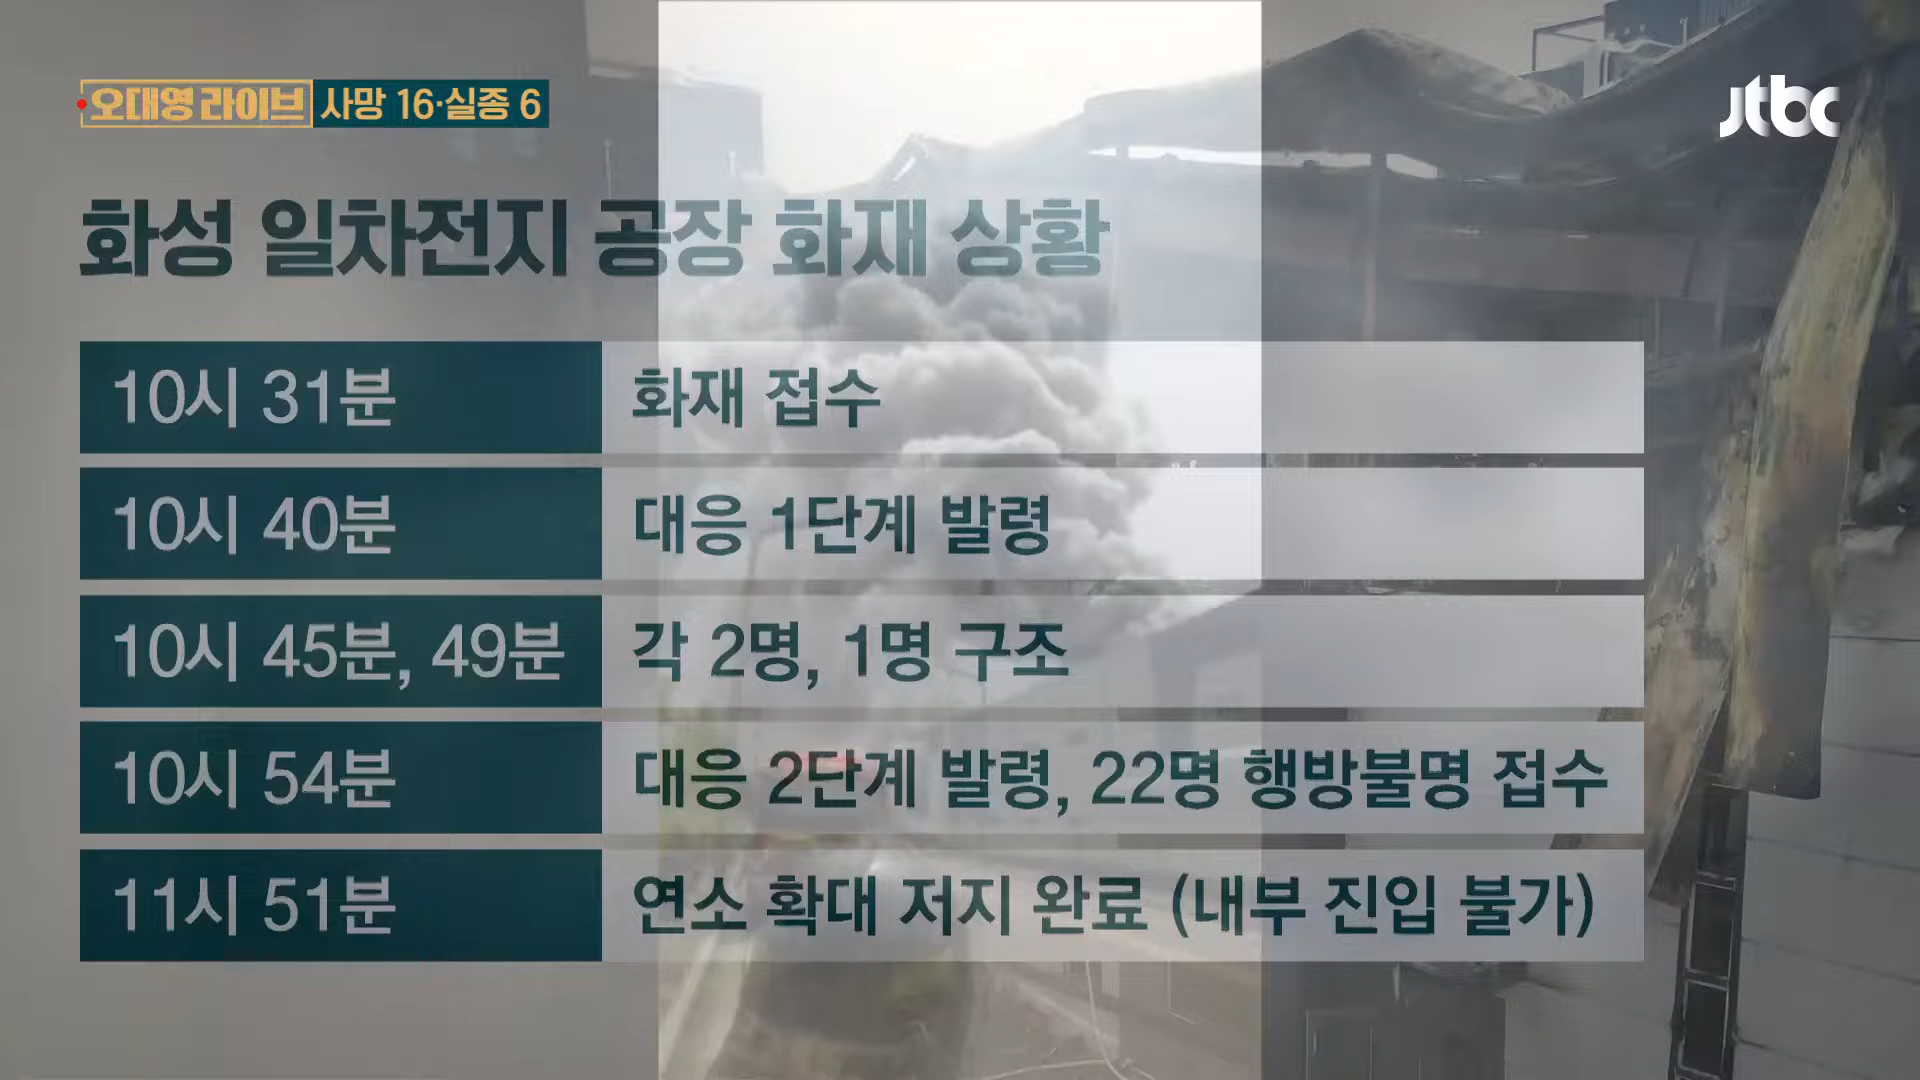 오대영 라이브 사망 16·실종 6
jtbc
화성 일차전지 공장 화재 상황
10시 31분 화재 접수
10시 40분 대응 1단계 발령
10시 45분, 49분 각 2명, 1명 구조
10시 54분 대응 2단계 발령, 22명 행방불명 접수
11시 51분 연소 확대 저지 완료 (내부 진입 불가)